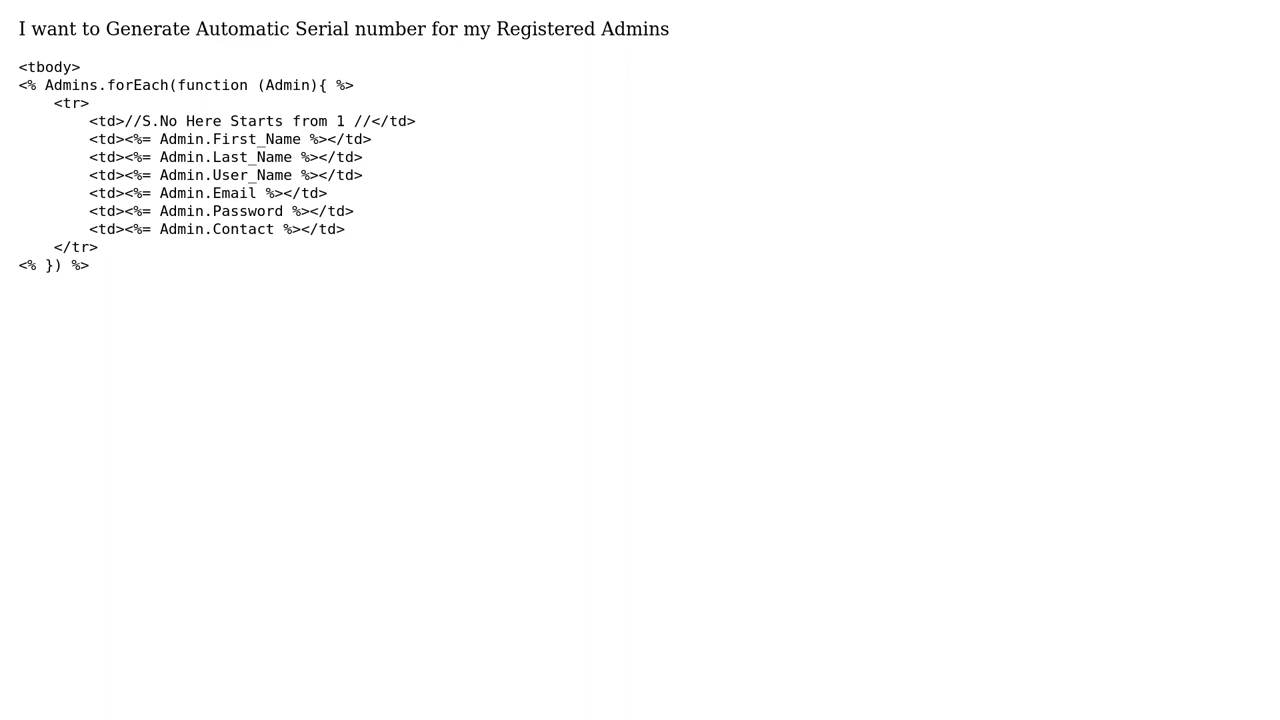 I want to Generate Automatic Serial number for my Registered Admins
<tbody>
<% Admins.forEach(function (Admin){ %>
    <tr>
        <td>//S.No Here Starts from 1 //</td>
        <td><%= Admin.First_Name %></td>
        <td><%= Admin.Last_Name %></td>
        <td><%= Admin.User_Name %></td>
        <td><%= Admin.Email %></td>
        <td><%= Admin.Password %></td>
        <td><%= Admin.Contact %></td>
    </tr>
<% }) %>